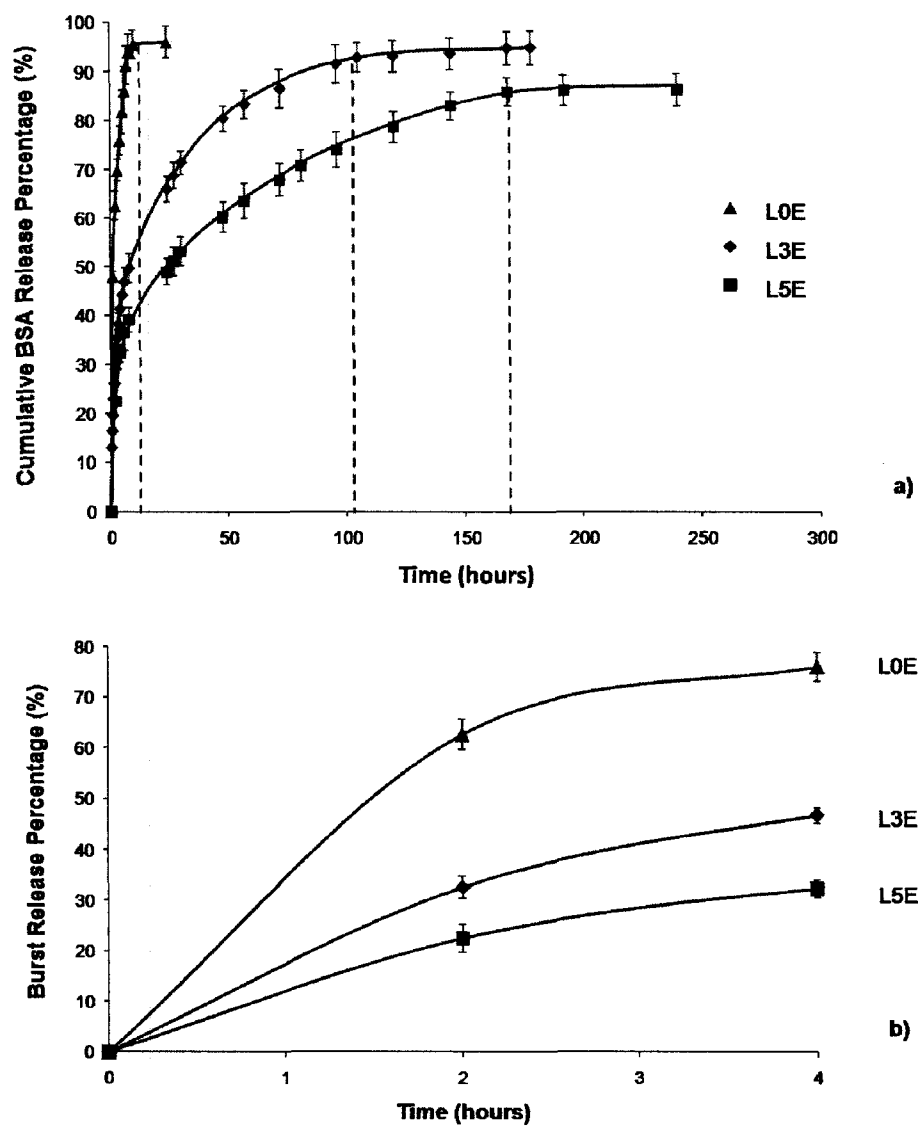 100
90
80
70
60
50
40
30
20
10
0
Cumulative BSA Release Percentage (%)
L0E
L3E
L5E
a)
0 50 100 150 200 250 300
Time (hours)
80
70
60
50
40
30
20
10
0
Burst Release Percentage (%)
L0E
L3E
L5E
b)
0 1 2 3 4
Time (hours)